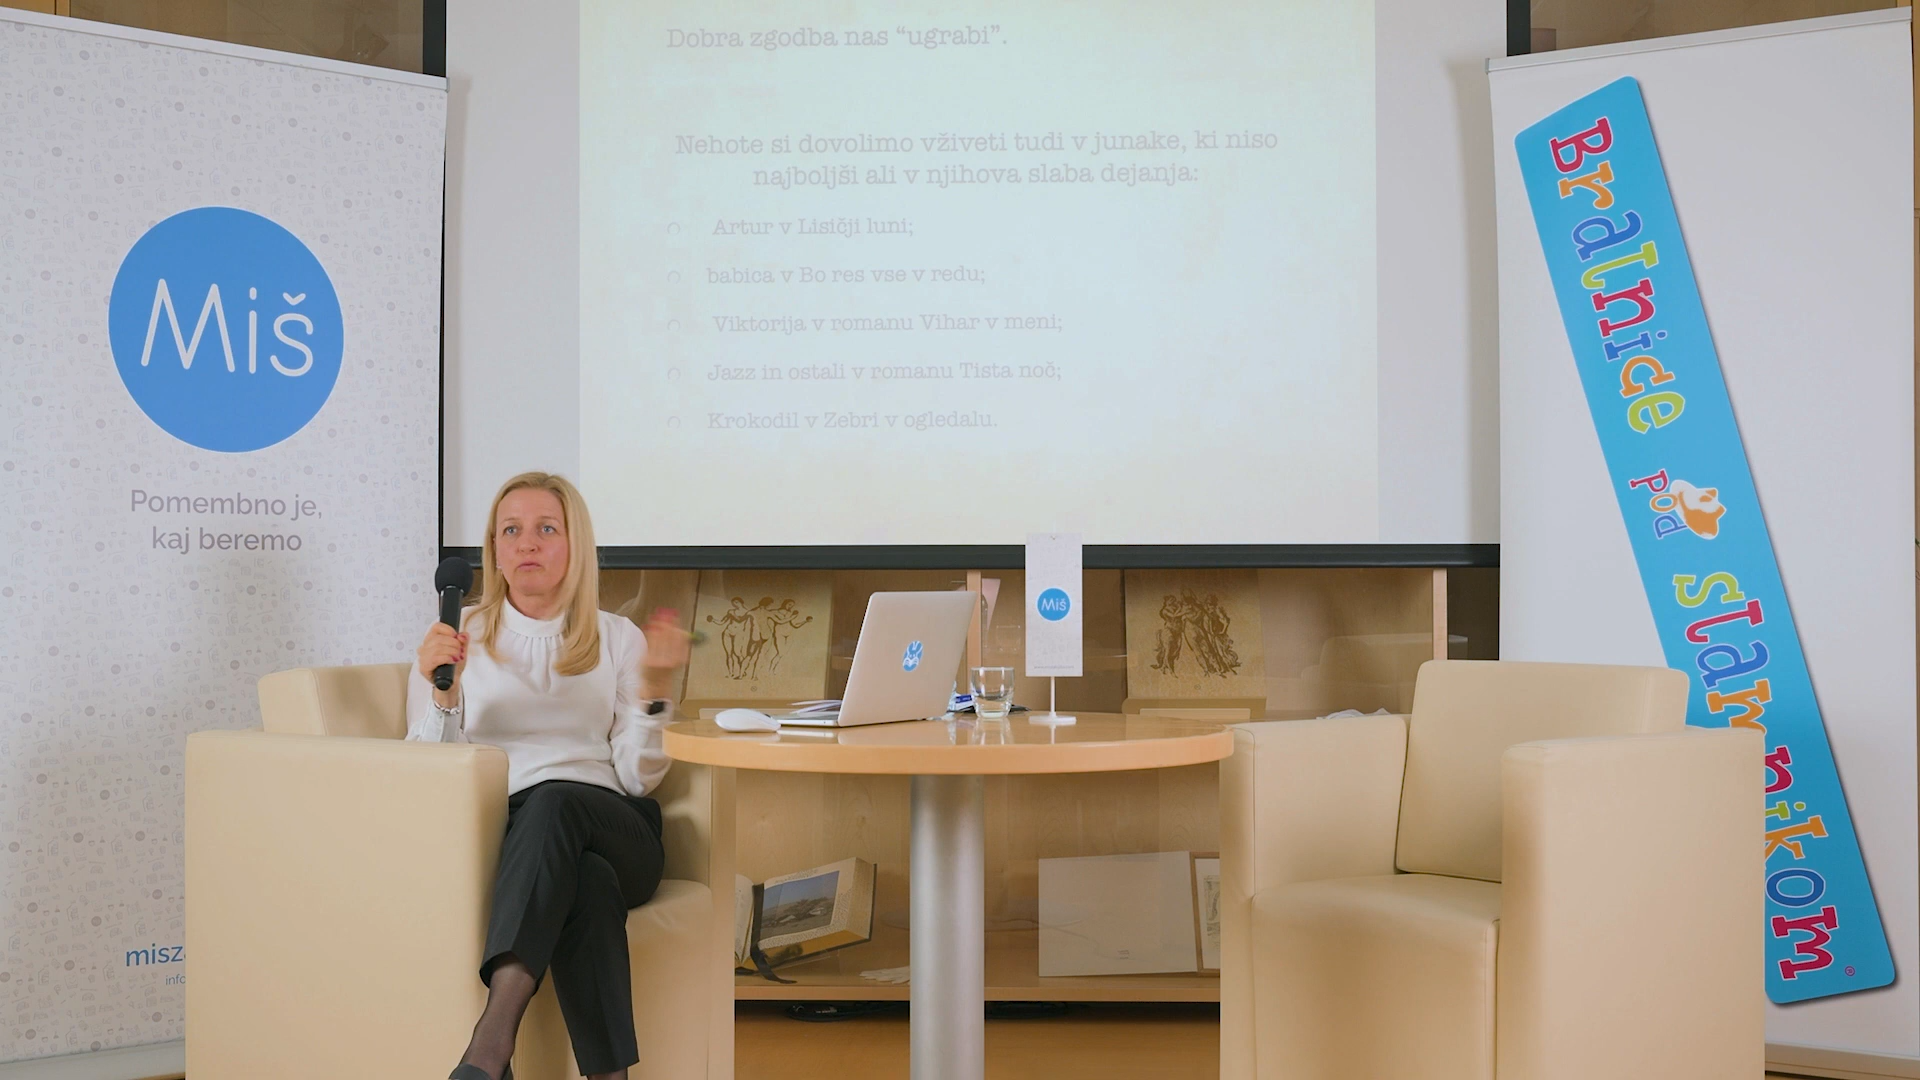 Dobra zgodba nas “ugrabi”.
Nehote si dovolimo vživeti tudi v junake, ki niso
najboljši ali v njihova slaba dejanja:
Artur v Lisičji luni;
babica v Bo res vse v redu;
Viktorija v romanu Vihar v meni;
Jazz in ostali v romanu Tista noč;
Krokodil v Zebri v ogledalu.
Miš
Pomembno je,
kaj beremo
misz
info
Miš
Bralnice pod slamnikom®